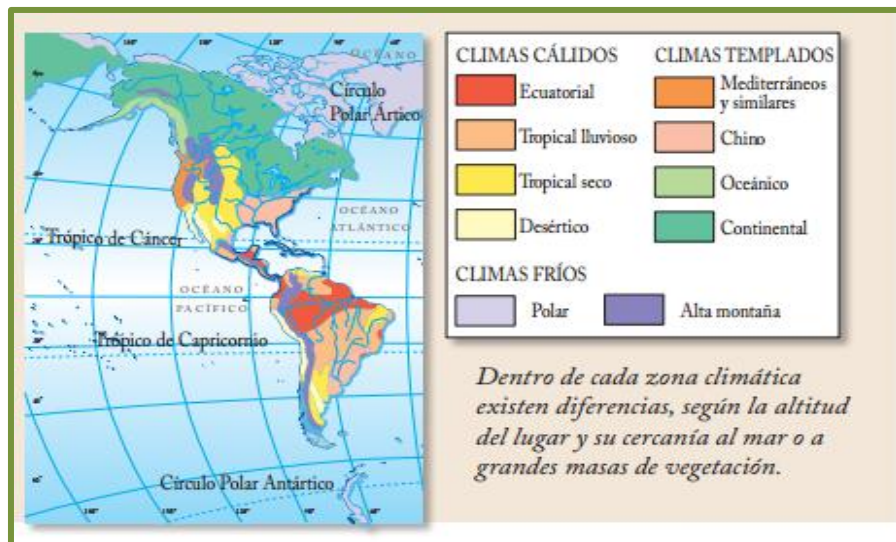 OCÉANO
Círculo
Polar Ártico
OCÉANO
ATLÁNTICO
Trópico de Cáncer
OCÉANO
PACÍFICO
Trópico de Capricornio
Círculo Polar Antártico
CLIMAS CÁLIDOS
Ecuatorial
Tropical lluvioso
Tropical seco
Desértico
CLIMAS TEMPLADOS
Mediterráneos
y similares
Chino
Oceánico
Continental
CLIMAS FRÍOS
Polar
Alta montaña
Dentro de cada zona climática
existen diferencias, según la altitud
del lugar y su cercanía al mar o a
grandes masas de vegetación.